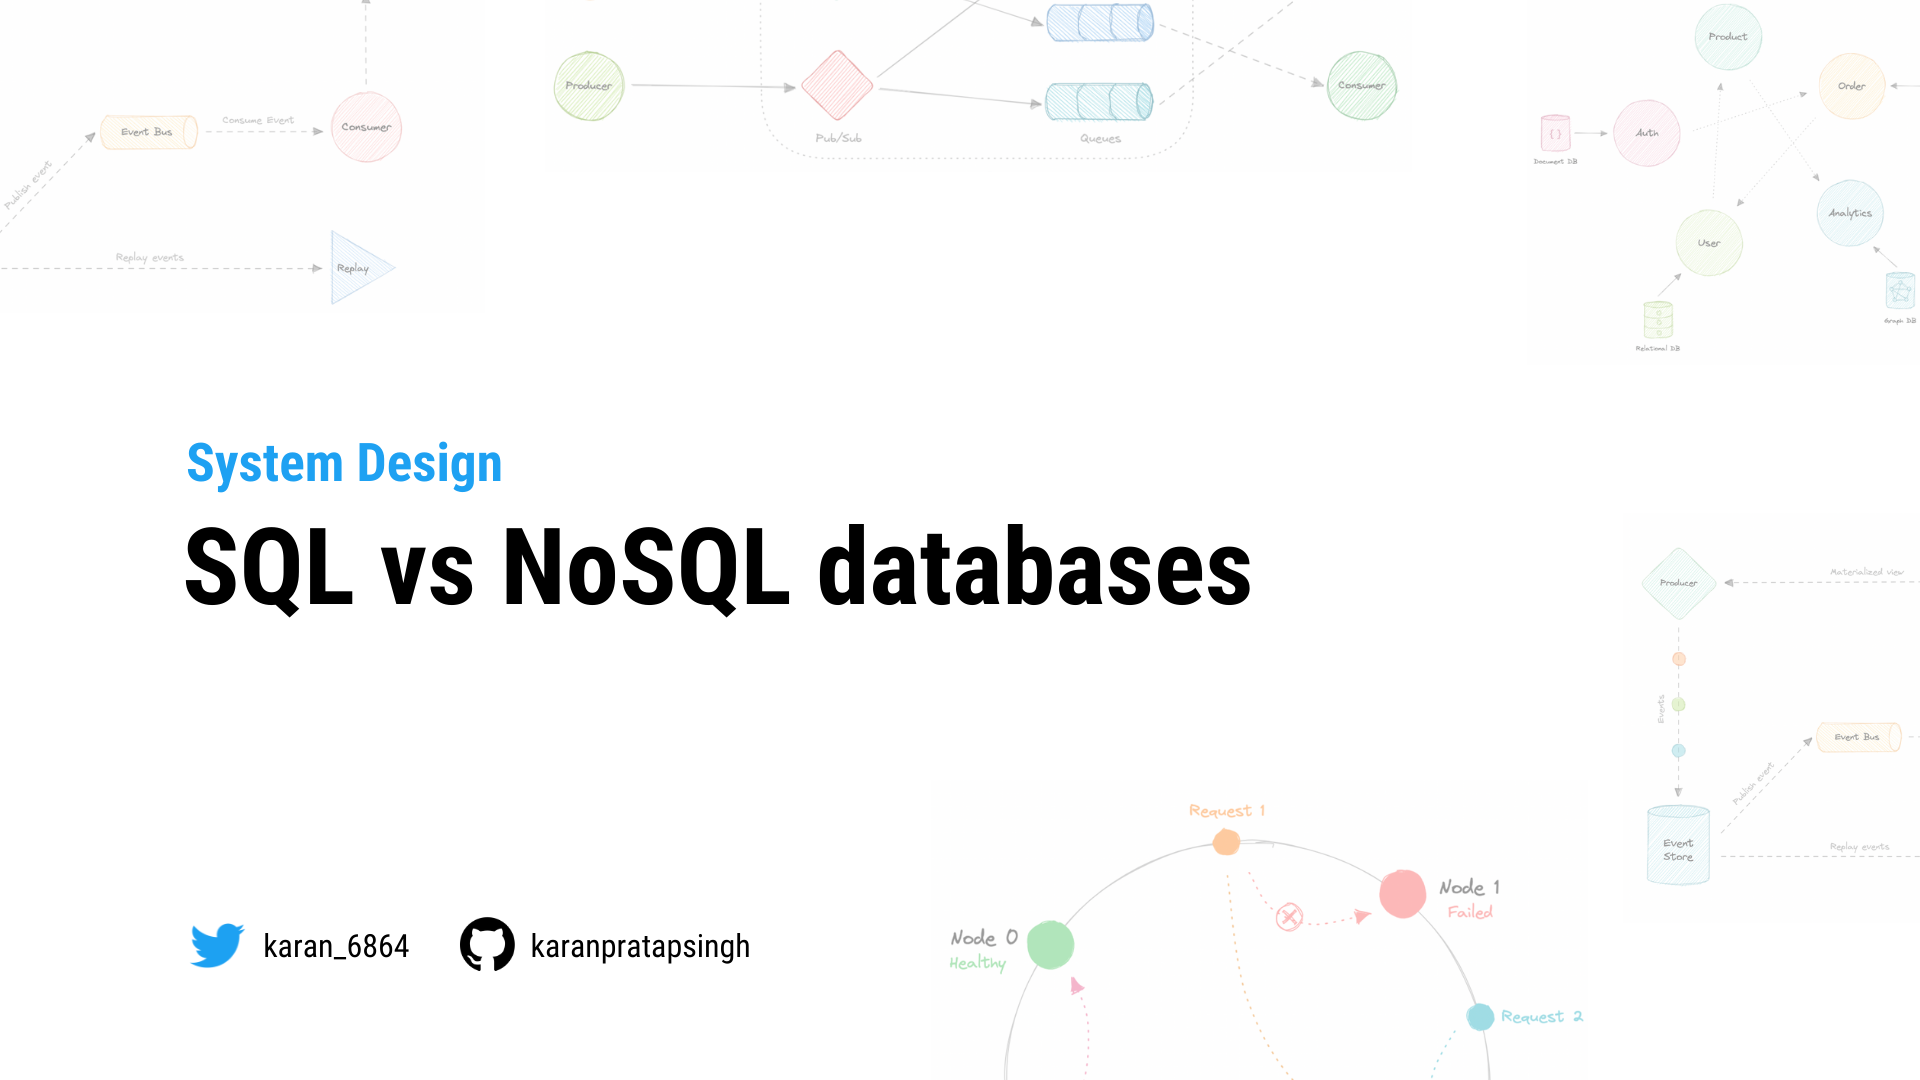 Publish event
Event Bus
Consume Event
Consumer
Replay events
Replay
Producer
Pub/Sub
Queues
Consumer
Product
Order
{ }
Document DB
Auth
Analytics
User
Graph DB
Relational DB
System Design
SQL vs NoSQL databases
Producer
Materialized view
Events
Publish event
Event Bus
Event
Store
Replay events
Request 1
Node 1
Failed
Node 0
Healthy
Request 2
karan_6864
karanpratapsingh